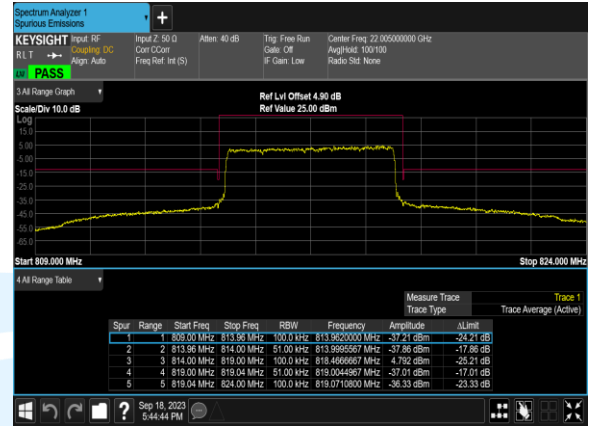 Spectrum Analyzer 1
Spurious Emissions
KEYSIGHT Input: RF Input Z: 50 Ω Atten: 40 dB Trig: Free Run Center Freq: 22.005000000 GHz
RLT Coupling: DC Corr CCorr Gate: Off Avg|Hold: 100/100
Align: Auto Freq Ref: Int (S) IF Gain: Low Radio Std: None
LW PASS
3 All Range Graph
Ref Lvl Offset 4.90 dB
Scale/Div 10.0 dB Ref Value 25.00 dBm
Log
15.0
5.00
-5.00
-15.0
-25.0
-35.0
-45.0
-55.0
-65.0
Start 809.000 MHz Stop 824.000 MHz
4 All Range Table
Measure Trace Trace 1
Trace Type Trace Average (Active)
Spur Range Start Freq Stop Freq RBW Frequency Amplitude ΔLimit
1 1 809.00 MHz 813.96 MHz 100.0 kHz 813.9620000 MHz -37.21 dBm -24.21 dB
2 2 813.96 MHz 814.00 MHz 51.00 kHz 813.9995567 MHz -37.86 dBm -17.86 dB
3 3 814.00 MHz 819.00 MHz 100.0 kHz 818.4666667 MHz 4.792 dBm -25.21 dB
4 4 819.00 MHz 819.04 MHz 51.00 kHz 819.0044967 MHz -37.01 dBm -17.01 dB
5 5 819.04 MHz 824.00 MHz 100.0 kHz 819.0710800 MHz -36.33 dBm -23.33 dB
? Sep 18, 2023
5:44:44 PM